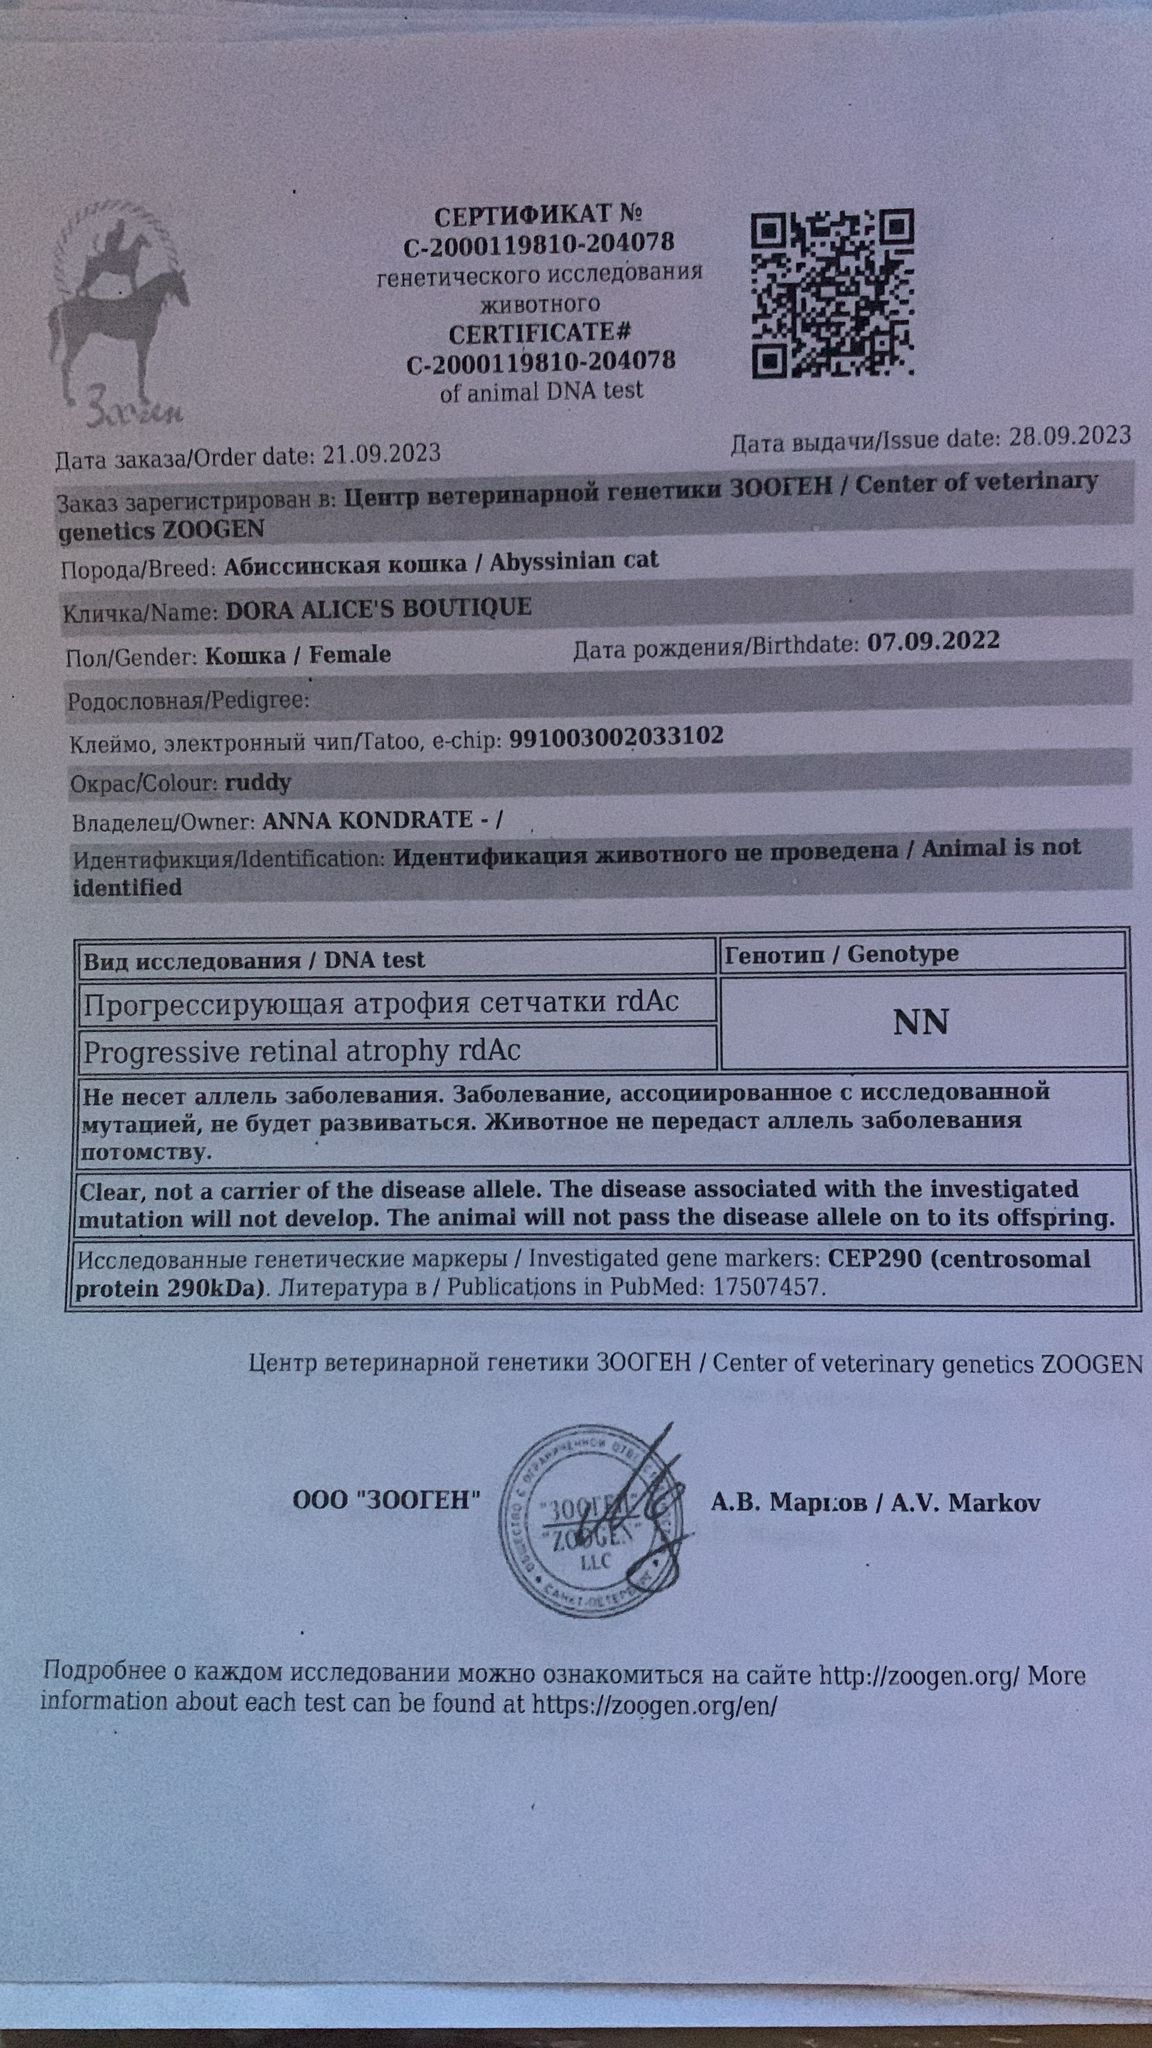 СЕРТИФИКАТ №
C-2000119810-204078
генетического исследования
животного
CERTIFICATE#
C-2000119810-204078
of animal DNA test
Зооген
Дата заказа/Order date: 21.09.2023
Дата выдачи/Issue date: 28.09.2023
Заказ зарегистрирован в: Центр ветеринарной генетики ЗООГЕН / Center of veterinary
genetics ZOOGEN
Порода/Breed: Абиссинская кошка / Abyssinian cat
Кличка/Name: DORA ALICE'S BOUTIQUE
Пол/Gender: Кошка / Female
Дата рождения/Birthdate: 07.09.2022
Родословная/Pedigree:
Клеймо, электронный чип/Tatoo, e-chip: 991003002033102
Окрас/Colour: ruddy
Владелец/Owner: ANNA KONDRATE - /
Идентификция/Identification: Идентификация животного не проведена / Animal is not
identified
Вид исследования / DNA test
Генотип / Genotype
Прогрессирующая атрофия сетчатки rdAc
NN
Progressive retinal atrophy rdAc
Не несет аллель заболевания. Заболевание, ассоциированное с исследованной
мутацией, не будет развиваться. Животное не передаст аллель заболевания
потомству.
Clear, not a carrier of the disease allele. The disease associated with the investigated
mutation will not develop. The animal will not pass the disease allele on to its offspring.
Исследованные генетические маркеры / Investigated gene markers: CEP290 (centrosomal
protein 290kDa). Литература в / Publications in PubMed: 17507457.
Центр ветеринарной генетики ЗООГЕН / Center of veterinary genetics ZOOGEN
ООО "ЗООГЕН"
"ЗООГЕН"
"ZOOGEN"
LLC
САНКТ-ПЕТЕРБУРГ
А.В. Марков / A.V. Markov
Подробнее о каждом исследовании можно ознакомиться на сайте http://zoogen.org/ More
information about each test can be found at https://zoogen.org/en/